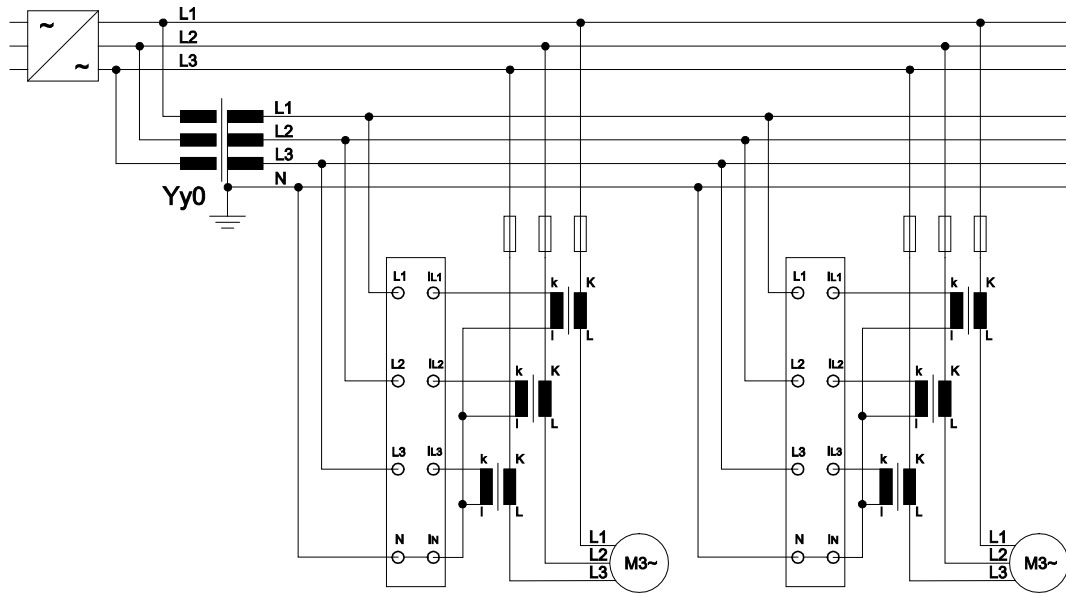 ~ L1
L2
~ L3
L1
L2
L3
Yy0 N
L1 IL1 k K L1 IL1 k K
l L l L
L2 IL2 k K L2 IL2 k K
l L l L
L3 IL3 k K L3 IL3 k K
l L l L
N IN L1 N IN L1
L2 M3~ L2 M3~
L3 L3